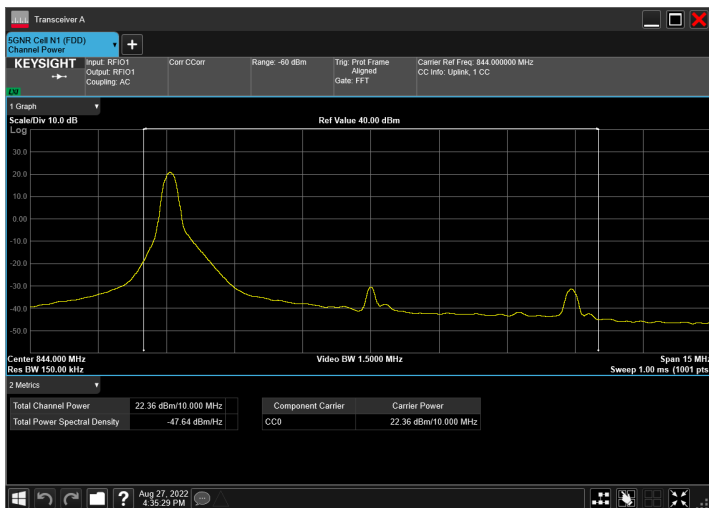 Transceiver A
5GNR Cell N1 (FDD)
Channel Power
KEYSIGHT
Input: RFIO1
Output: RFIO1
Coupling: AC
Corr CCorr
Range: -60 dBm
Trig: Prot Frame
Aligned
Gate: FFT
Carrier Ref Freq: 844.000000 MHz
CC Info: Uplink, 1 CC
1 Graph
Scale/Div 10.0 dB
Ref Value 40.00 dBm
Log
30.0
20.0
10.0
0.00
-10.0
-20.0
-30.0
-40.0
-50.0
Center 844.000 MHz
Video BW 1.5000 MHz
Span 15 MHz
Res BW 150.00 kHz
Sweep 1.00 ms (1001 pts
2 Metrics
Total Channel Power 22.36 dBm/10.000 MHz
Total Power Spectral Density -47.64 dBm/Hz
Component Carrier Carrier Power
CC0 22.36 dBm/10.000 MHz
Aug 27, 2022
4:35:29 PM